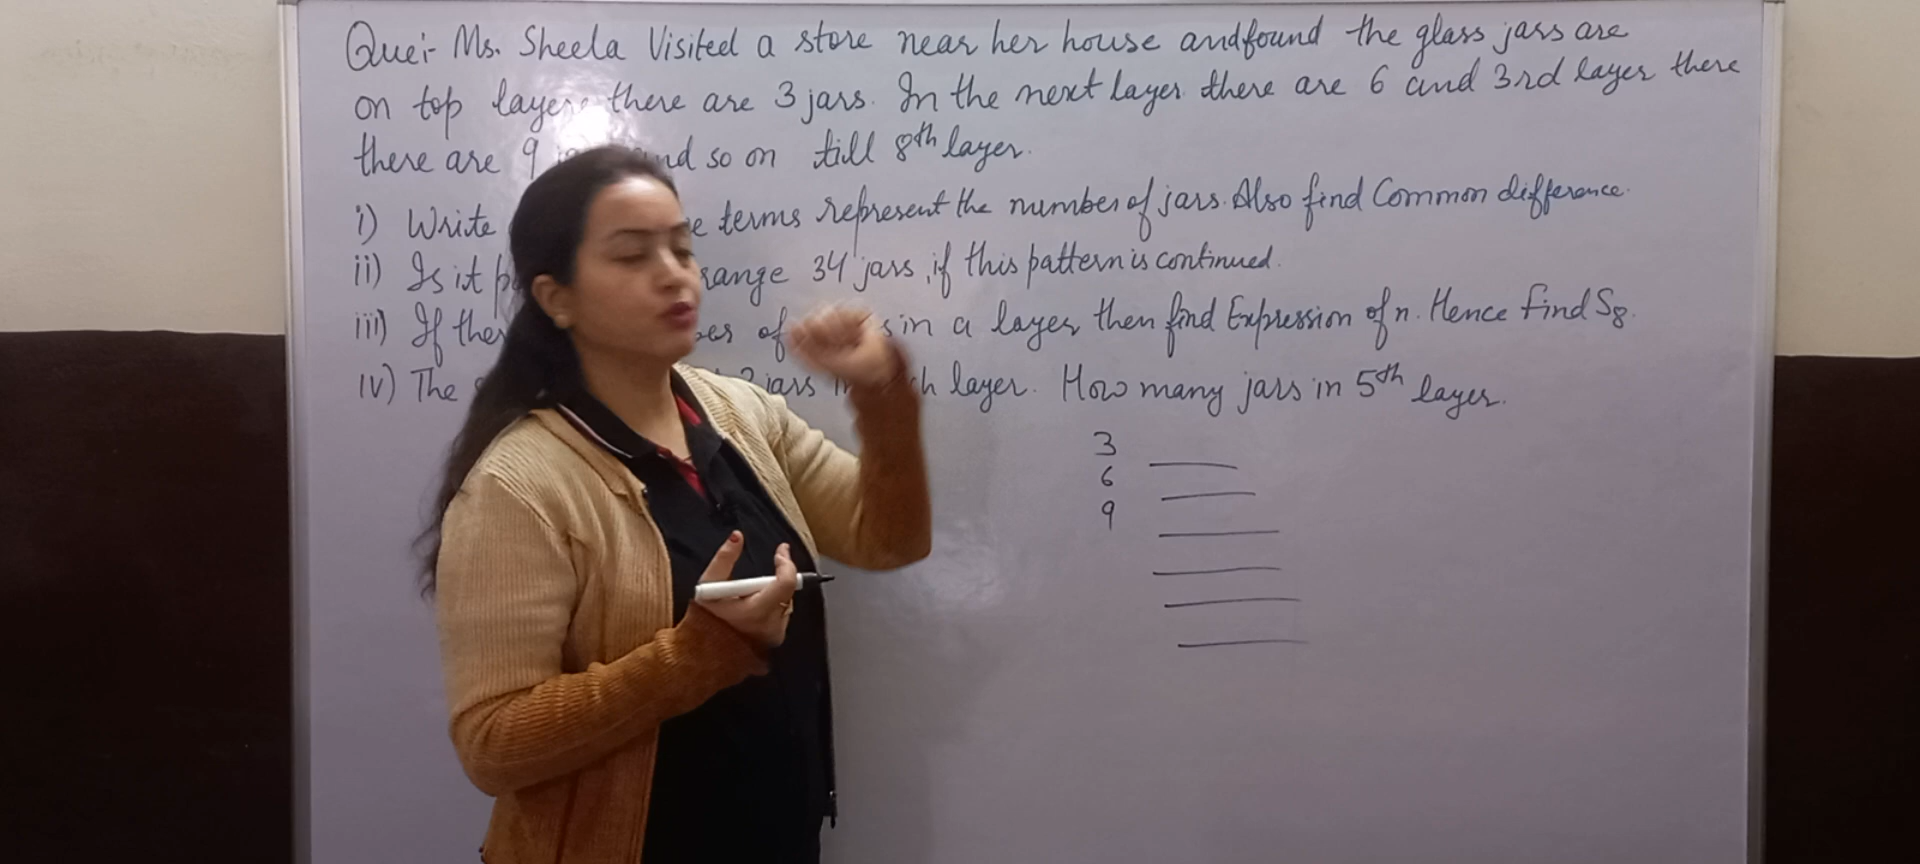 Que:- Ms. Sheela Visited a store near her house and found the glass jars are
on top layer there are 3 jars. In the next layer there are 6 and 3rd layer there
there are 9 and so on till 8th layer.
i) Write terms represent the number of jars. Also find Common difference.
ii) Is it 34 jars, if this pattern is continued.
iii) If of in a layer then find Expression of n. Hence find S8.
iv) The jars layer. How many jars in 5th layer.
3
6
9